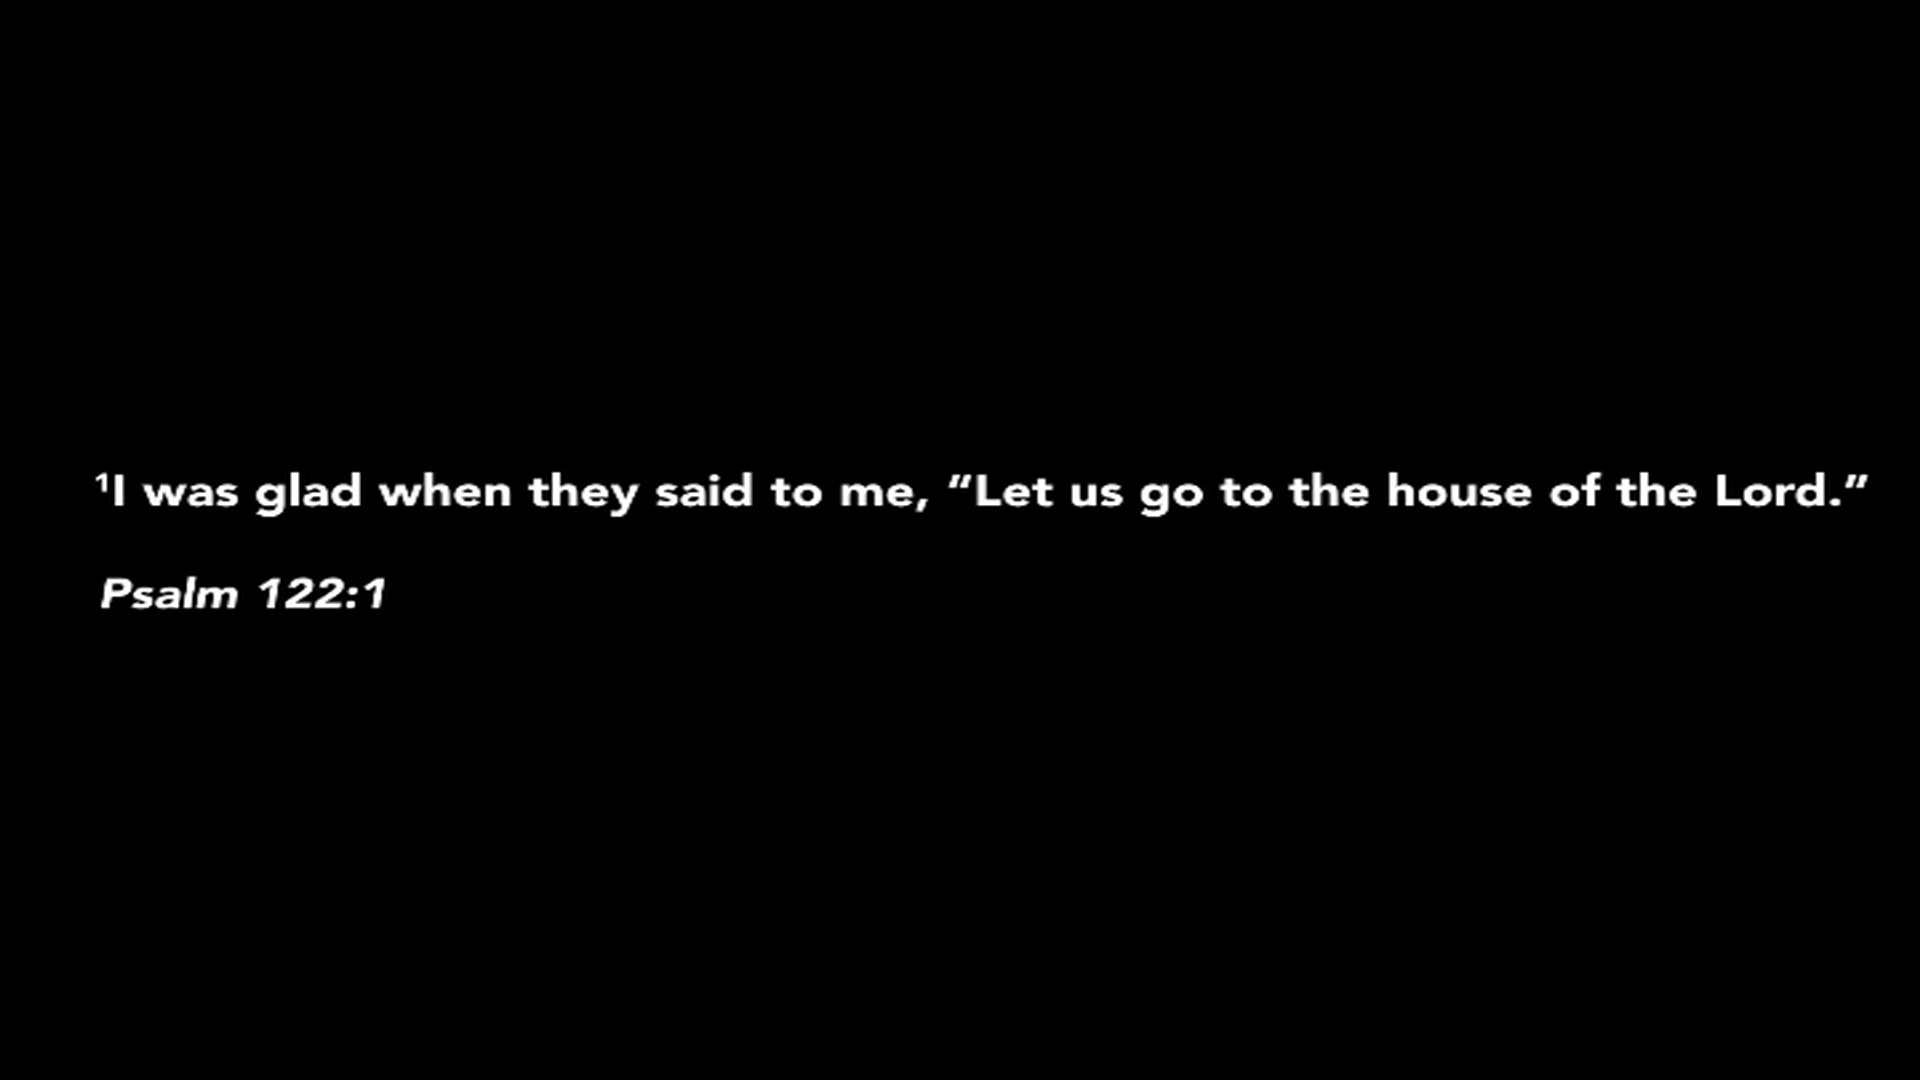 ¹I was glad when they said to me, “Let us go to the house of the Lord.”
Psalm 122:1